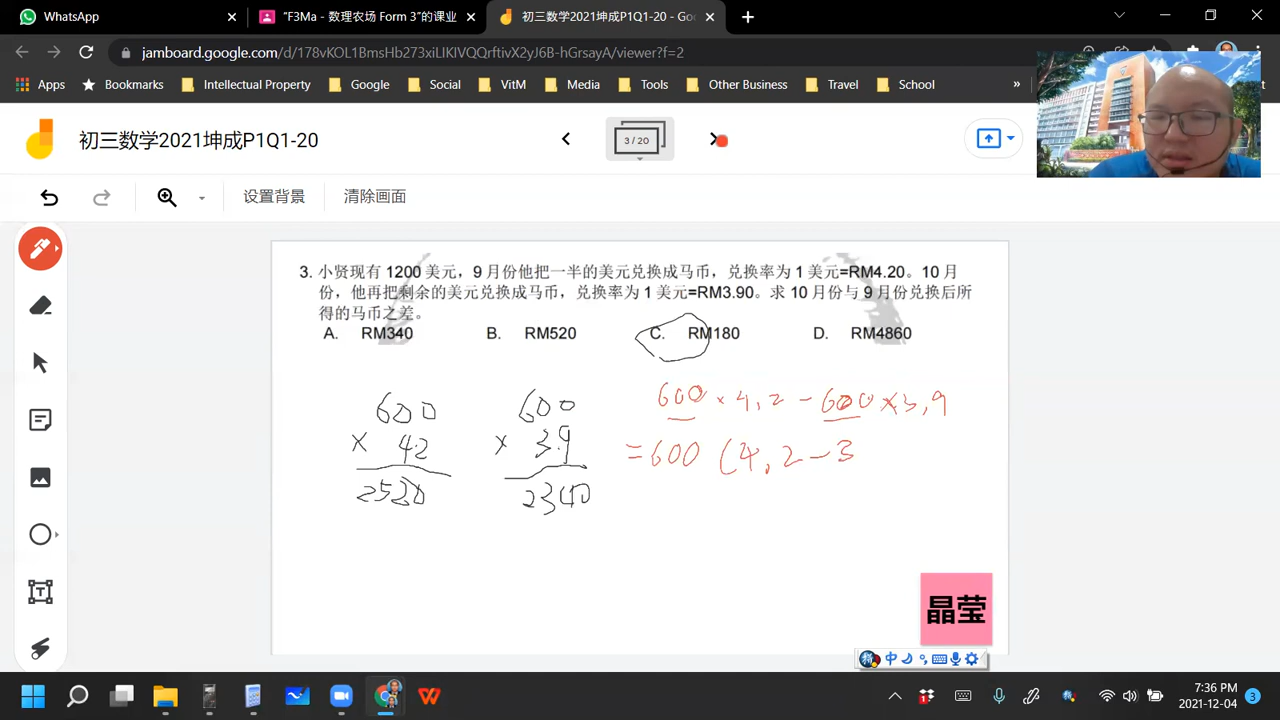 WhatsApp
"F3Ma - 数理农场 Form 3"的课业
初三数学2021坤成P1Q1-20 - Goo
jamboard.google.com/d/178vKOL1BmsHb273xiLlKIVOQrftivX2yJ6B-hGrsayA/viewer?f=2
Apps Bookmarks Intellectual Property Google Social VitM Media Tools Other Business Travel School »
初三数学2021坤成P1Q1-20
3 / 20
设置背景 清除画面
3. 小贤现有 1200 美元，9 月份他把一半的美元兑换成马币，兑换率为 1 美元=RM4.20。10 月
份，他再把剩余的美元兑换成马币，兑换率为 1 美元=RM3.90。求 10 月份与 9 月份兑换后所
得的马币之差。
A. RM340 B. RM520 C. RM180 D. RM4860
600 600 600 × 4.2 - 600 × 3.9
× 4.2 × 3.9 = 600 (4.2 - 3
2520 2340
晶莹
中
7:36 PM
2021-12-04
3